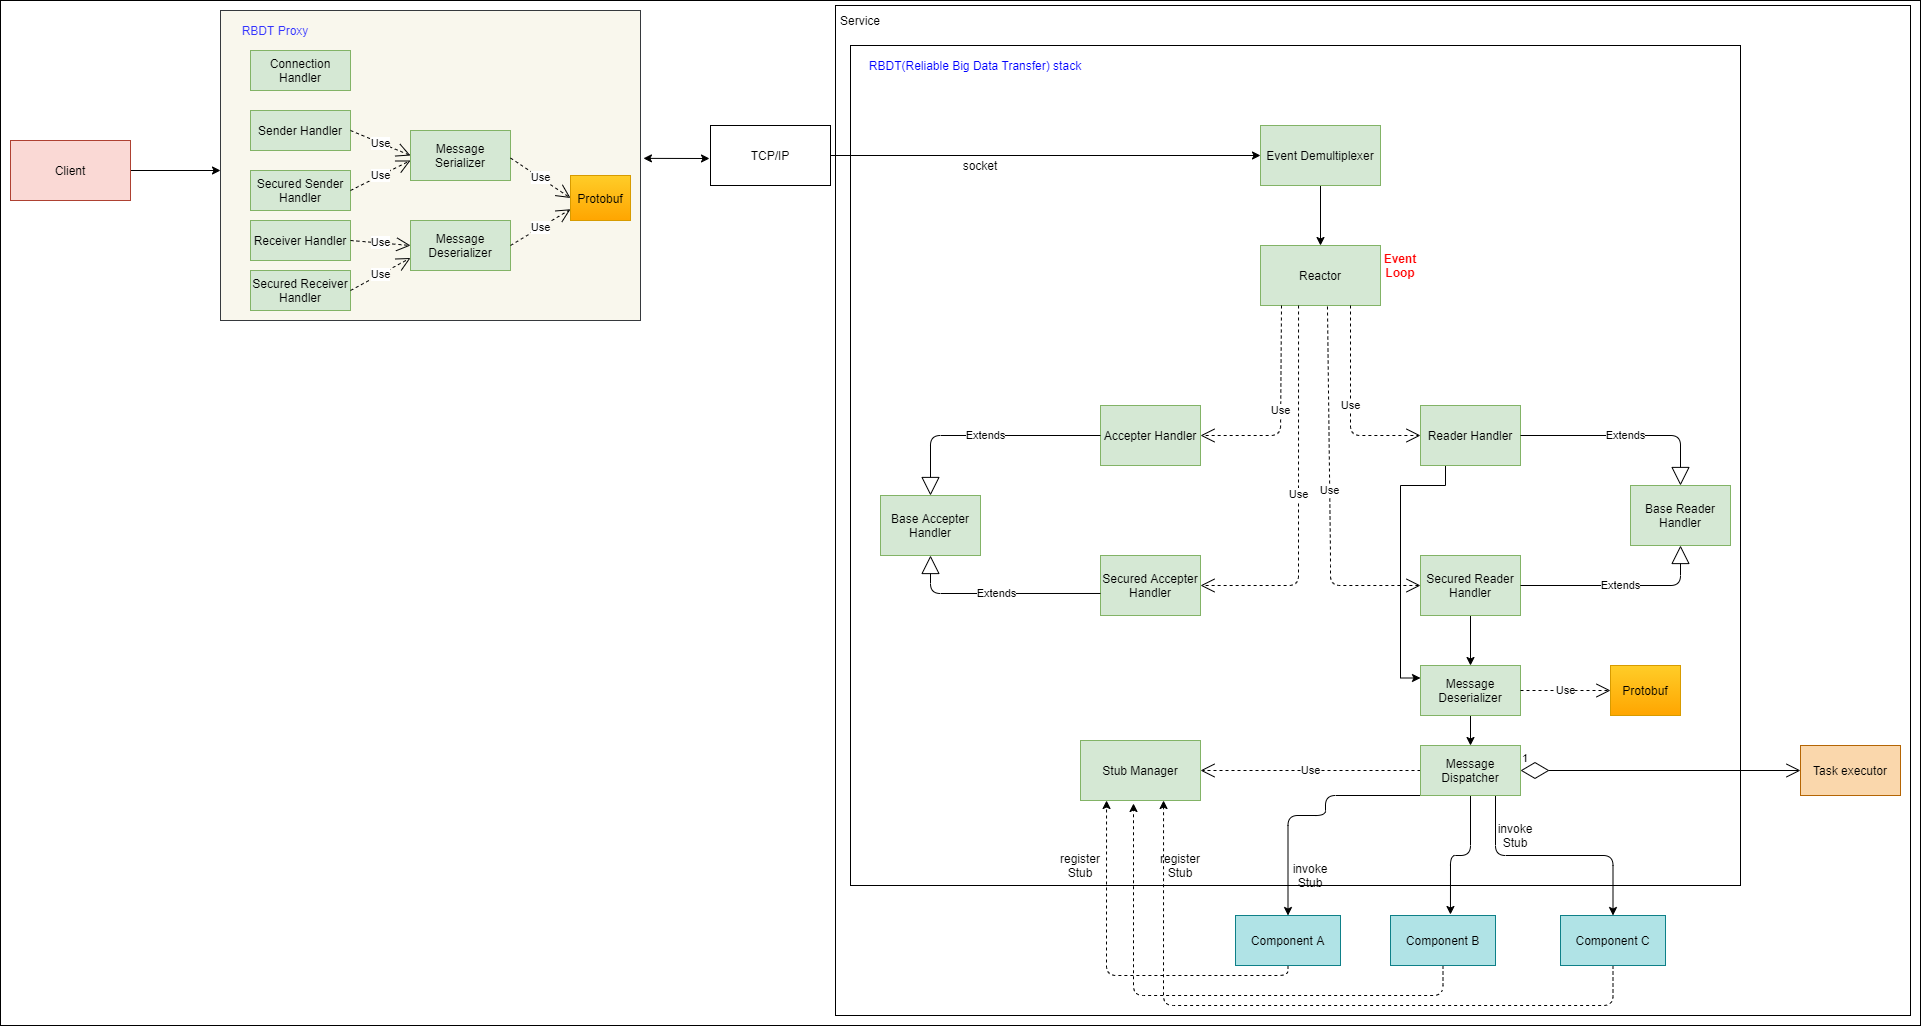 Service
RBDT Proxy
RBDT(Reliable Big Data Transfer) stack
Connection
Handler
Sender Handler
Use
Message
Serializer
Secured Sender
Handler
Use
Use
Protobuf
Receiver Handler
Use
Message
Deserializer
Use
Secured Receiver
Handler
Use
Client
TCP/IP
socket
Event Demultiplexer
Reactor
Event
Loop
Use
Use
Use
Use
Extends
Accepter Handler
Reader Handler
Extends
Base Accepter
Handler
Base Reader
Handler
Extends
Secured Accepter
Handler
Secured Reader
Handler
Extends
Message
Deserializer
Use
Protobuf
Stub Manager
Use
Message
Dispatcher
1
Task executor
register
Stub
register
Stub
invoke
Stub
invoke
Stub
Component A
Component B
Component C